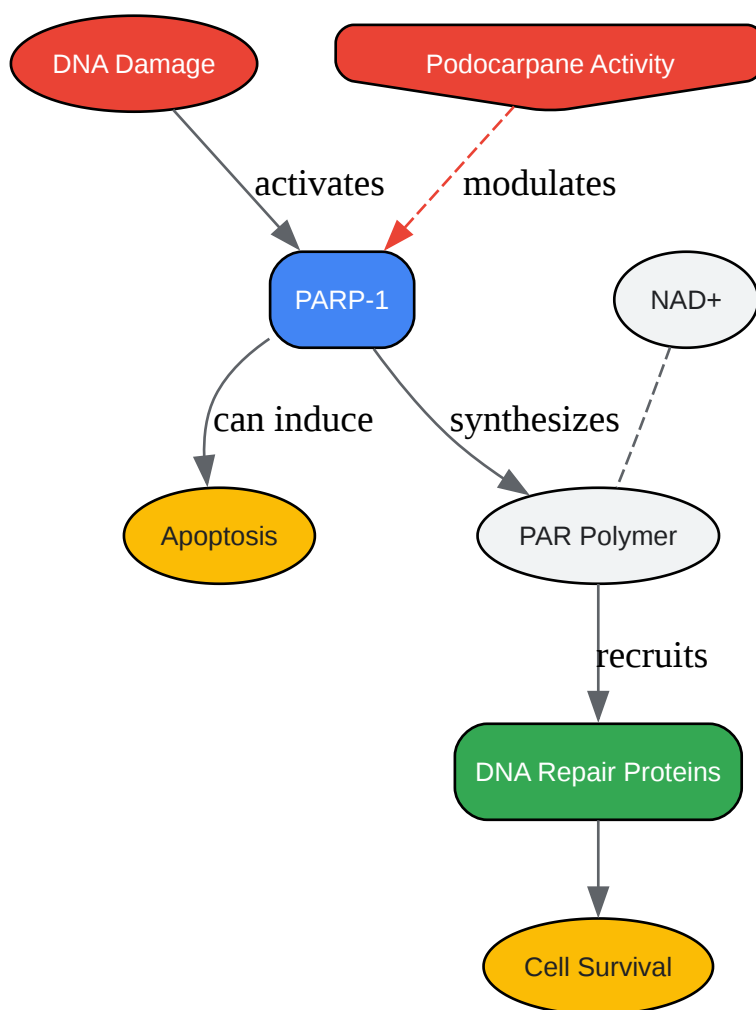 DNA Damage
Podocarpane Activity
activates
modulates
PARP-1
NAD+
can induce
synthesizes
Apoptosis
PAR Polymer
recruits
DNA Repair Proteins
Cell Survival